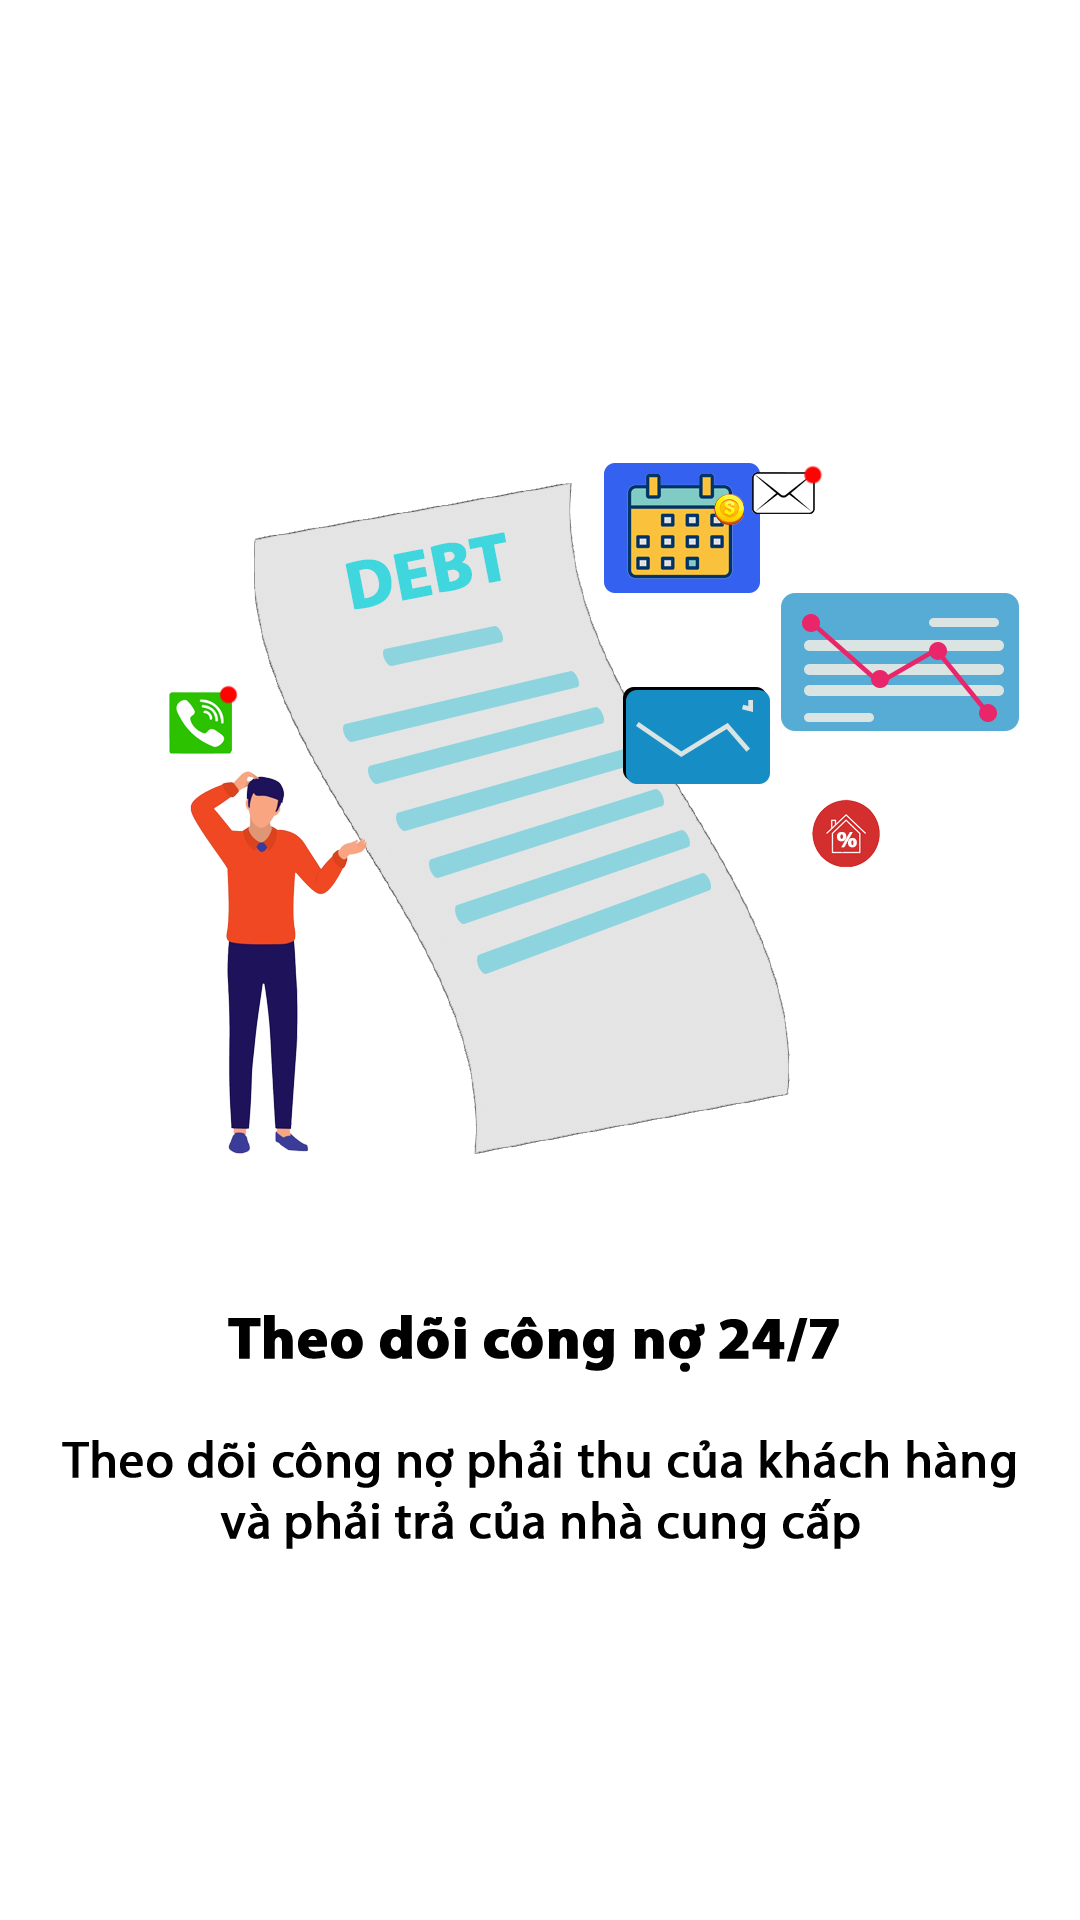 DEBT
$
%
Theo dõi công nợ 24/7
Theo dõi công nợ phải thu của khách hàng
và phải trả của nhà cung cấp